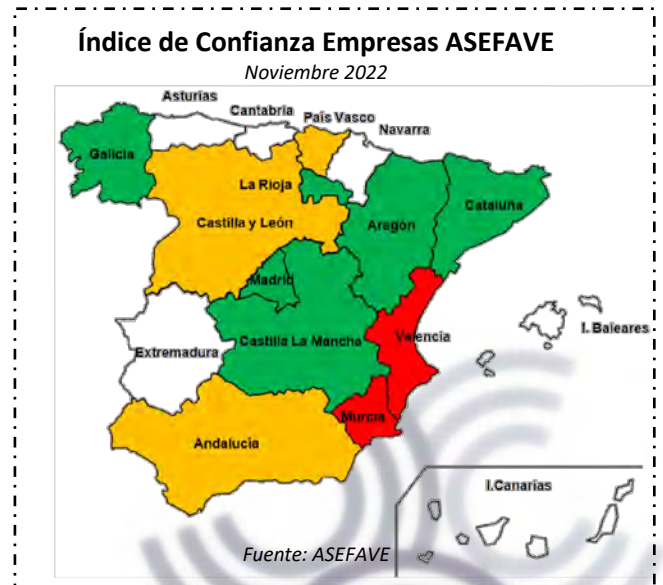 Índice de Confianza Empresas ASEFAVE
Noviembre 2022
Asturias
Cantabria
País Vasco
Navarra
Galicia
La Rioja
Castilla y León
Aragón
Cataluña
Madrid
Castilla La Mancha
Valencia
I. Baleares
Extremadura
Murcia
Andalucía
I.Canarias
Fuente: ASEFAVE